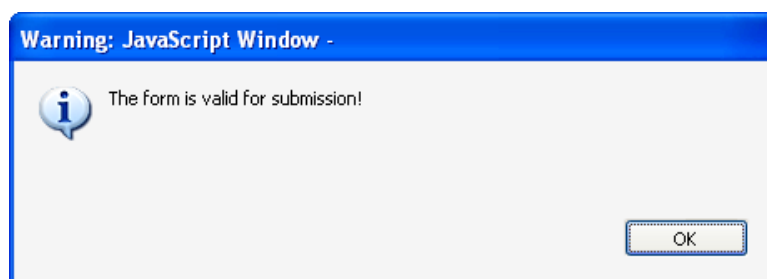 Warning: JavaScript Window -
The form is valid for submission!
OK